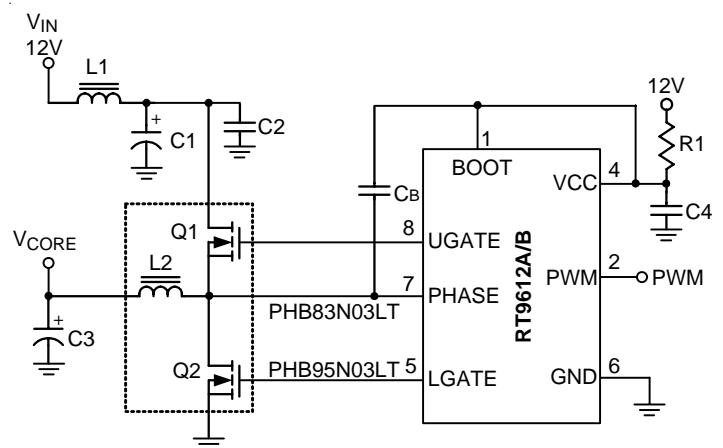 VIN
12V
L1
C1
C2
12V
R1
1
BOOT
VCC
4
C4
CB
Q1
8
UGATE
VCORE
L2
7
PHASE
RT9612A/B
PWM
2
PWM
PHB83N03LT
C3
Q2
PHB95N03LT
5
LGATE
GND
6